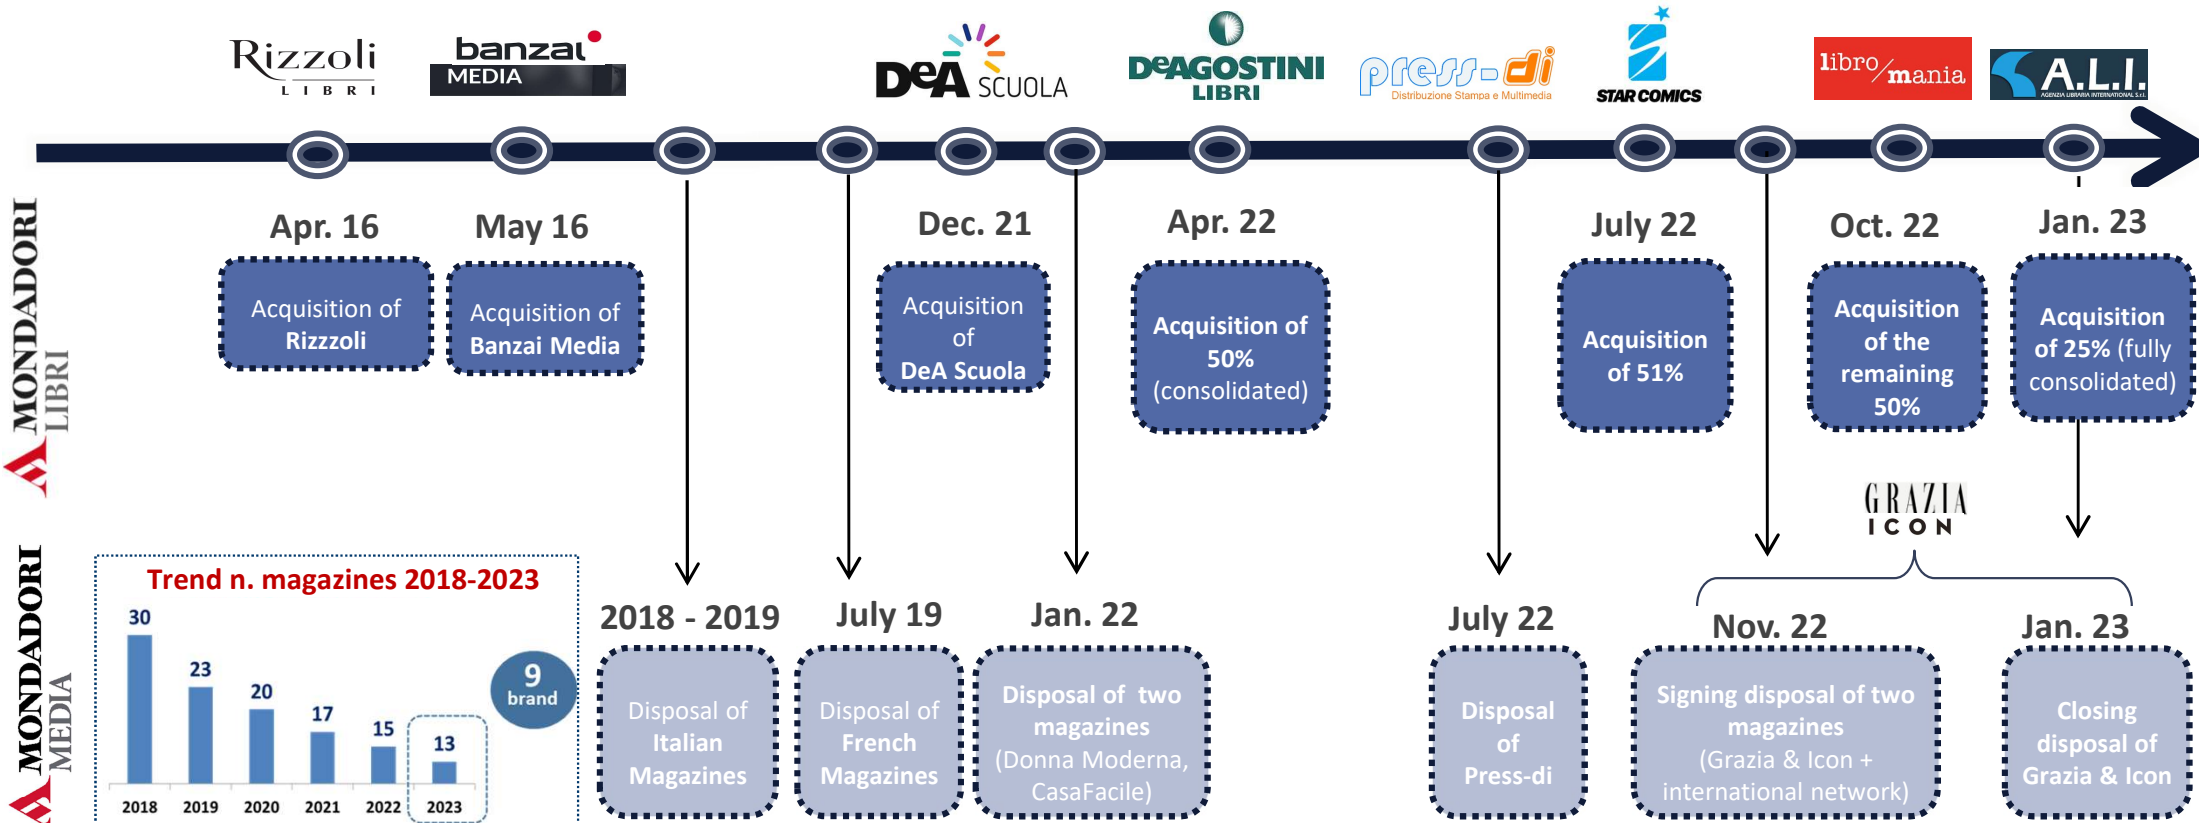 Rizzoli
LIBRI
banzai
MEDIA
DeA SCUOLA
DeAGOSTINI
LIBRI
press-di
Distribuzione Stampa e Multimedia
STAR COMICS
libro/mania
A.L.I.
AGENZIA LIBRARIA INTERNATIONAL S.r.l.
MONDADORI
LIBRI
Apr. 16
Acquisition of
Rizzzoli
May 16
Acquisition of
Banzai Media
Dec. 21
Acquisition
of
DeA Scuola
Apr. 22
Acquisition of
50%
(consolidated)
July 22
Acquisition
of 51%
Oct. 22
Acquisition
of the
remaining
50%
Jan. 23
Acquisition
of 25% (fully
consolidated)
GRAZIA
ICON
MONDADORI
MEDIA
Trend n. magazines 2018-2023
30
23
20
17
15
13
2018
2019
2020
2021
2022
2023
9
brand
2018 - 2019
Disposal of
Italian
Magazines
July 19
Disposal of
French
Magazines
Jan. 22
Disposal of two
magazines
(Donna Moderna,
CasaFacile)
July 22
Disposal
of
Press-di
Nov. 22
Signing disposal of two
magazines
(Grazia & Icon +
international network)
Jan. 23
Closing
disposal of
Grazia & Icon